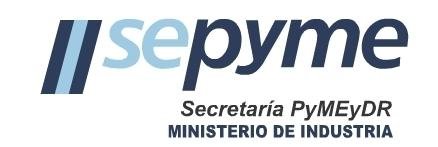 sepyme
Secretaría PyMEyDR
MINISTERIO DE INDUSTRIA